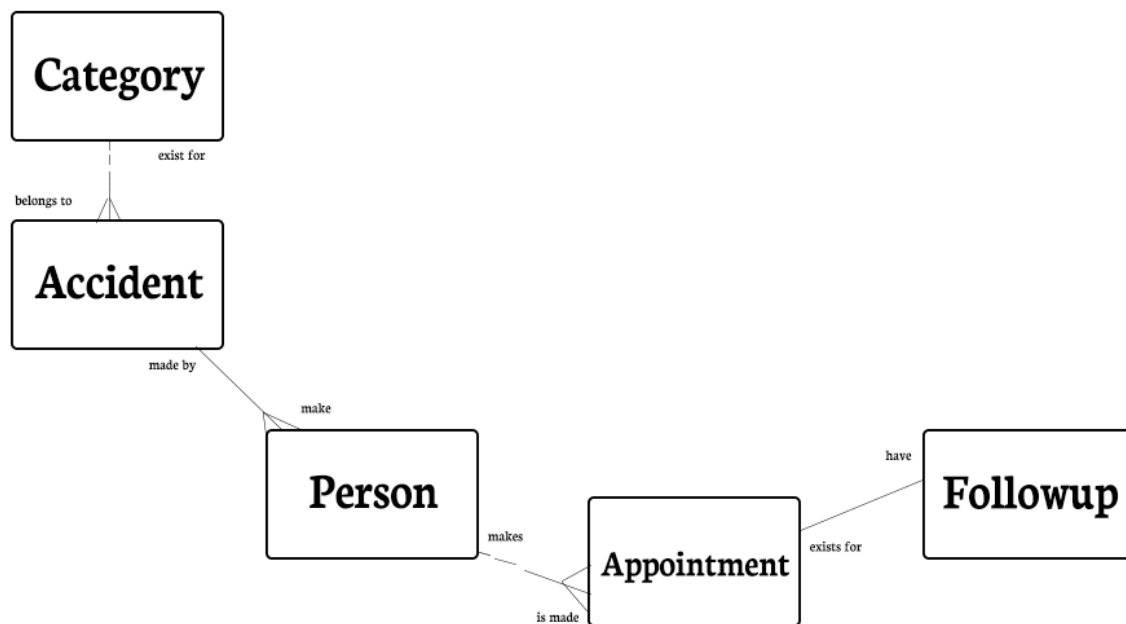 Category
exist for
belongs to
Accident
made by
make
Person
makes
is made
Appointment
exists for
have
Followup